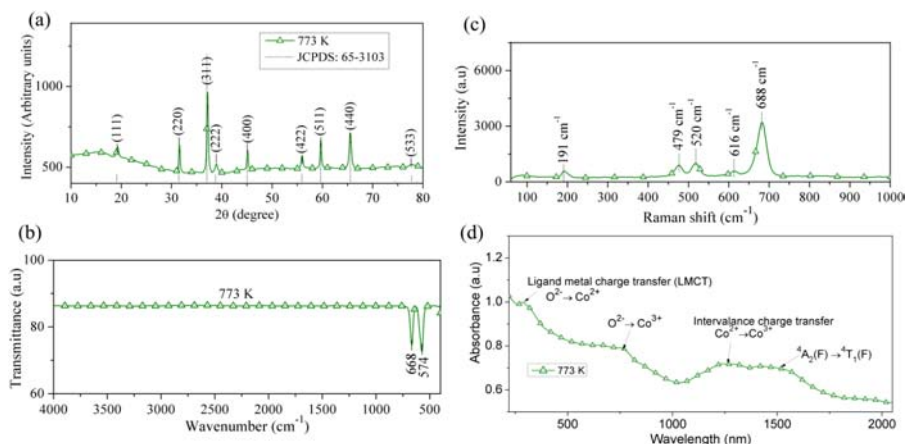 (a)
773 K
JCPDS: 65-3103
(111)
(220)
(311)
(222)
(400)
(422)
(511)
(440)
(533)
Intensity (Arbitrary units)
1000
500
10 20 30 40 50 60 70 80
2θ (degree)
(b)
773 K
668
574
Transmittance (a.u)
100
80
60
4000 3500 3000 2500 2000 1500 1000 500
Wavenumber (cm⁻¹)
(c)
191 cm⁻¹
479 cm⁻¹
520 cm⁻¹
616 cm⁻¹
688 cm⁻¹
Intensity (a.u)
6000
3000
0
100 200 300 400 500 600 700 800 900 1000
Raman shift (cm⁻¹)
(d)
Ligand metal charge transfer (LMCT)
O²⁻→Co²⁺
O²⁻→Co³⁺
Intervalance charge transfer
Co²⁺→Co³⁺
⁴A₂(F)→⁴T₁(F)
773 K
Absorbance (a.u)
1.2
1.0
0.8
0.6
500 1000 1500 2000
Wavelength (nm)